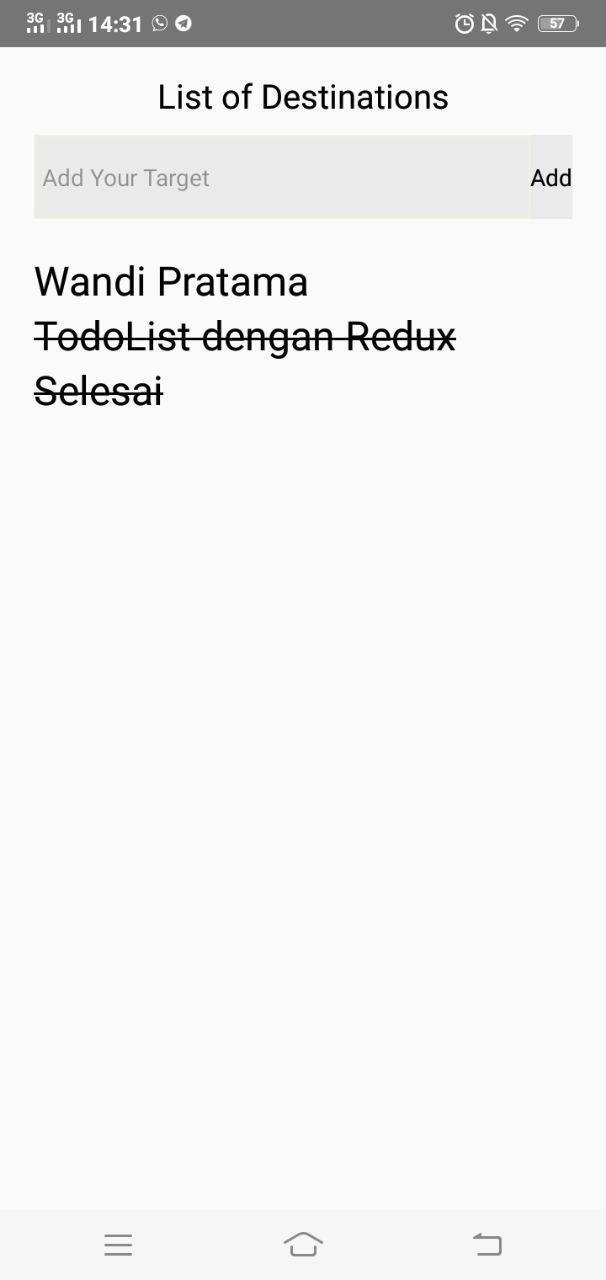 3G 3G 14:31 57
List of Destinations
Add Your Target Add
Wandi Pratama
TodoList dengan Redux
Selesai